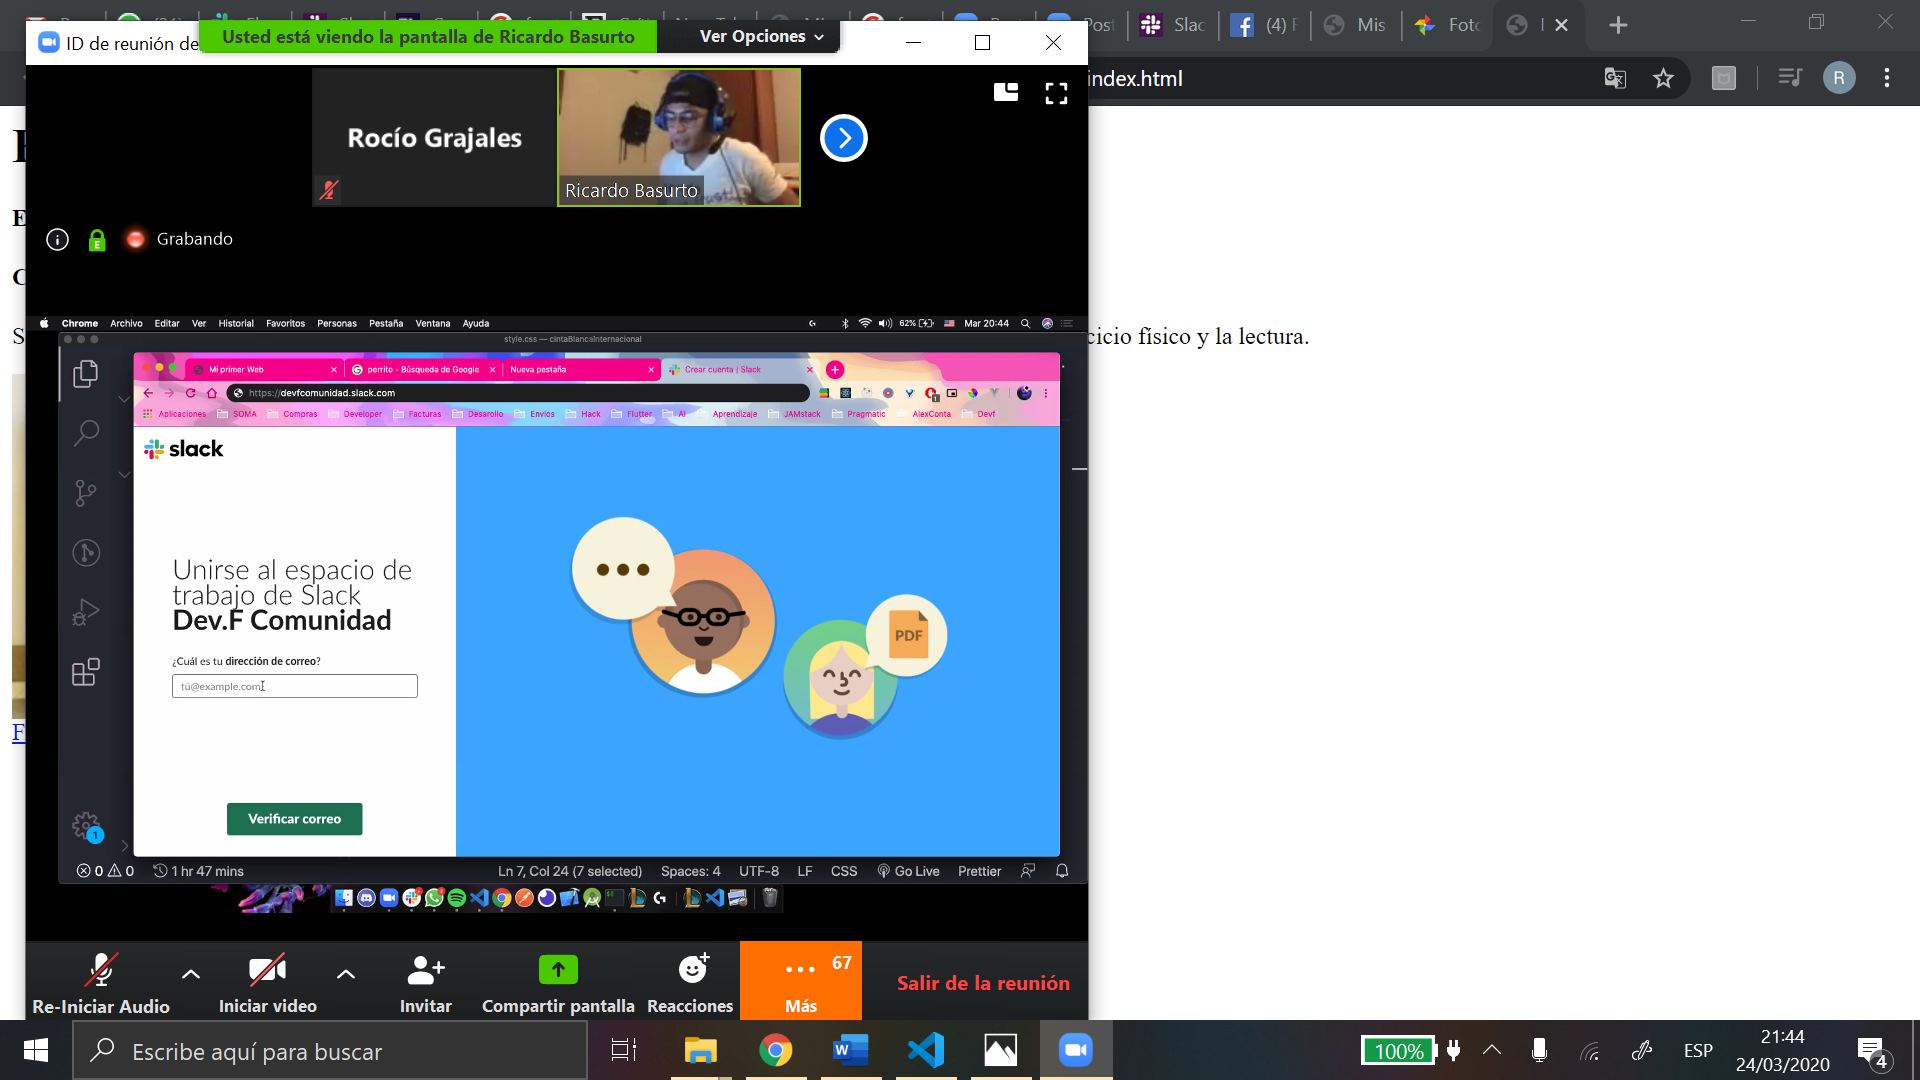 ID de reunión de
Usted está viendo la pantalla de Ricardo Basurto
Ver Opciones
Slac
(4) F
Mis
Foto
index.html
R
Rocío Grajales
Ricardo Basurto
E
Grabando
Chrome Archivo Editar Ver Historial Favoritos Personas Pestaña Ventana Ayuda
62% Mar 20:44
style.css — cintaBlancaInternacional
cicio físico y la lectura.
Mi primer Web
perrito - Búsqueda de Google
Nueva pestaña
Crear cuenta | Slack
https://devfcomunidad.slack.com
Aplicaciones SOMA Compras Developer Facturas Desarollo Envios Hack Flutter AI Aprendizaje JAMstack Pragmatic AlexConta Devf
slack
Unirse al espacio de
trabajo de Slack
Dev.F Comunidad
¿Cuál es tu dirección de correo?
tú@example.com
PDF
Verificar correo
1
0 0 1 hr 47 mins
Ln 7, Col 24 (7 selected) Spaces: 4 UTF-8 LF CSS Go Live Prettier
67
Re-Iniciar Audio
Iniciar video
Invitar
Compartir pantalla
Reacciones
Más
Salir de la reunión
Escribe aquí para buscar
100%
ESP
21:44
24/03/2020
4